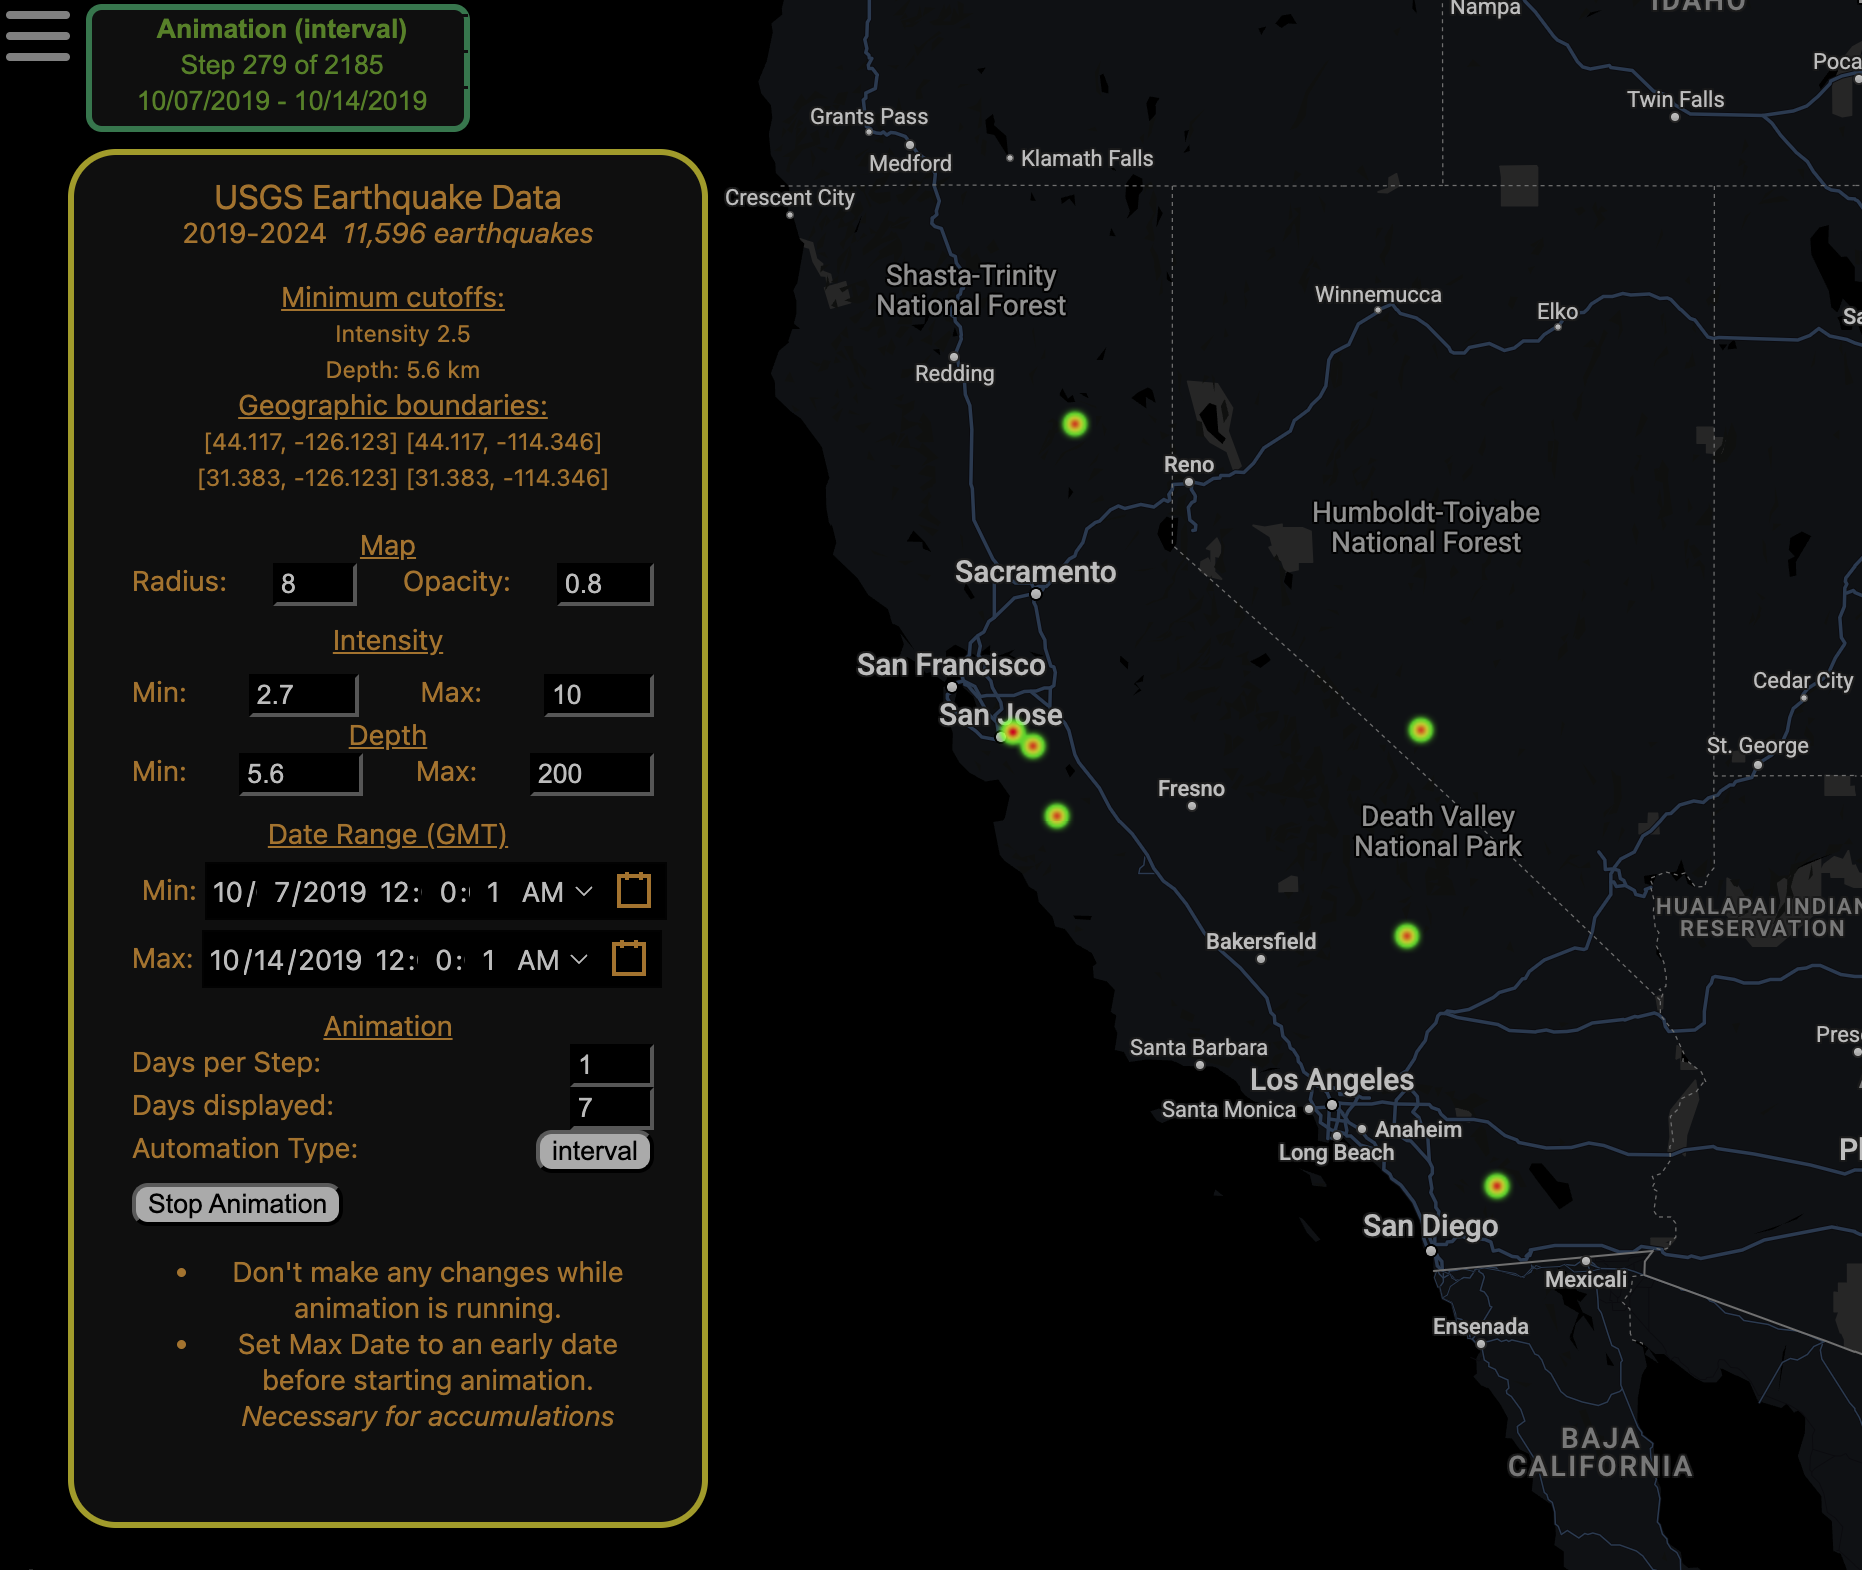 Animation (interval)
Step 279 of 2185
10/07/2019 - 10/14/2019
USGS Earthquake Data
2019-2024 11,596 earthquakes
Minimum cutoffs:
Intensity 2.5
Depth: 5.6 km
Geographic boundaries:
[44.117, -126.123] [44.117, -114.346]
[31.383, -126.123] [31.383, -114.346]
Map
Radius: 8 Opacity: 0.8
Intensity
Min: 2.7 Max: 10
Depth
Min: 5.6 Max: 200
Date Range (GMT)
Min: 10/ 7/2019 12: 0: 1 AM
Max: 10/14/2019 12: 0: 1 AM
Animation
Days per Step: 1
Days displayed: 7
Automation Type: interval
Stop Animation
• Don't make any changes while
animation is running.
• Set Max Date to an early date
before starting animation.
Necessary for accumulations
Nampa
IDAHO
Poca
Twin Falls
Grants Pass
Medford
Klamath Falls
Crescent City
Shasta-Trinity
National Forest
Winnemucca
Elko
Sa
Redding
Reno
Humboldt-Toiyabe
National Forest
Sacramento
San Francisco
San Jose
Cedar City
St. George
Fresno
Death Valley
National Park
HUALAPAI INDIAN
RESERVATION
Bakersfield
Presc
Santa Barbara
Los Angeles
Santa Monica
Anaheim
Long Beach
San Diego
Mexicali
Ensenada
BAJA
CALIFORNIA